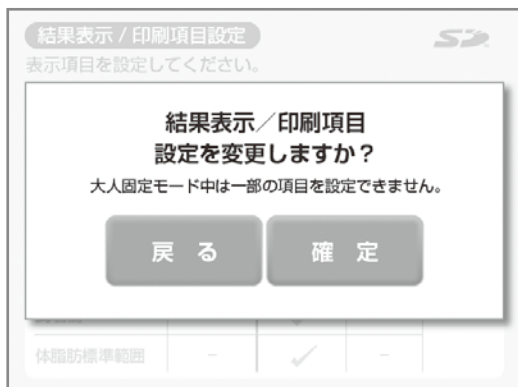 結果表示 / 印刷項目設定
SD
表示項目を設定してください。
結果表示／印刷項目
設定を変更しますか？
大人固定モード中は一部の項目を設定できません。
戻 る
確 定
体脂肪標準範囲 － ✓ －